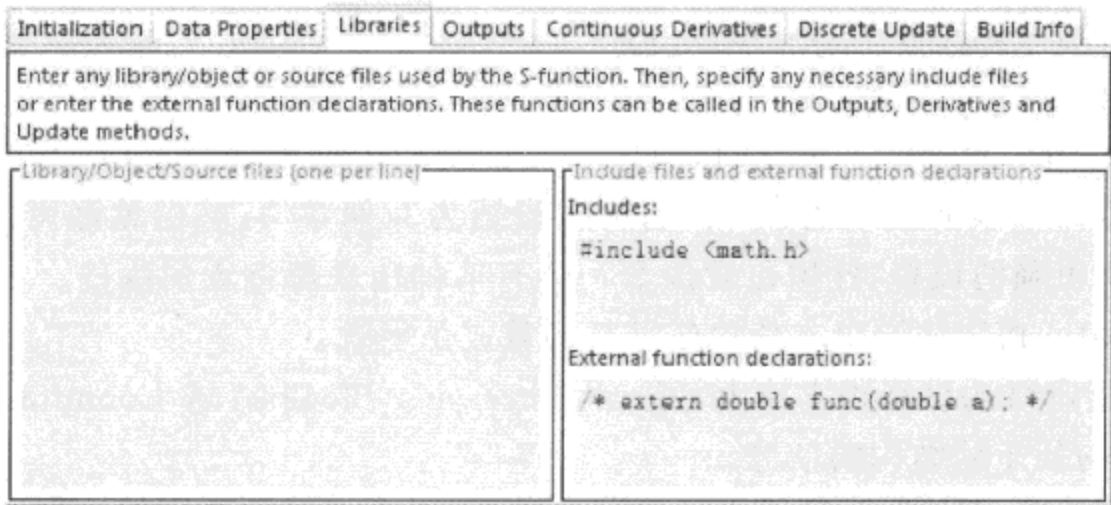 Initialization Data Properties Libraries Outputs Continuous Derivatives Discrete Update Build Info
Enter any library/object or source files used by the S-function. Then, specify any necessary include files
or enter the external function declarations. These functions can be called in the Outputs, Derivatives and
Update methods.
Library/Object/Source files (one per line)
Include files and external function declarations
Includes:
#include <math.h>
External function declarations:
/* extern double func(double a); */